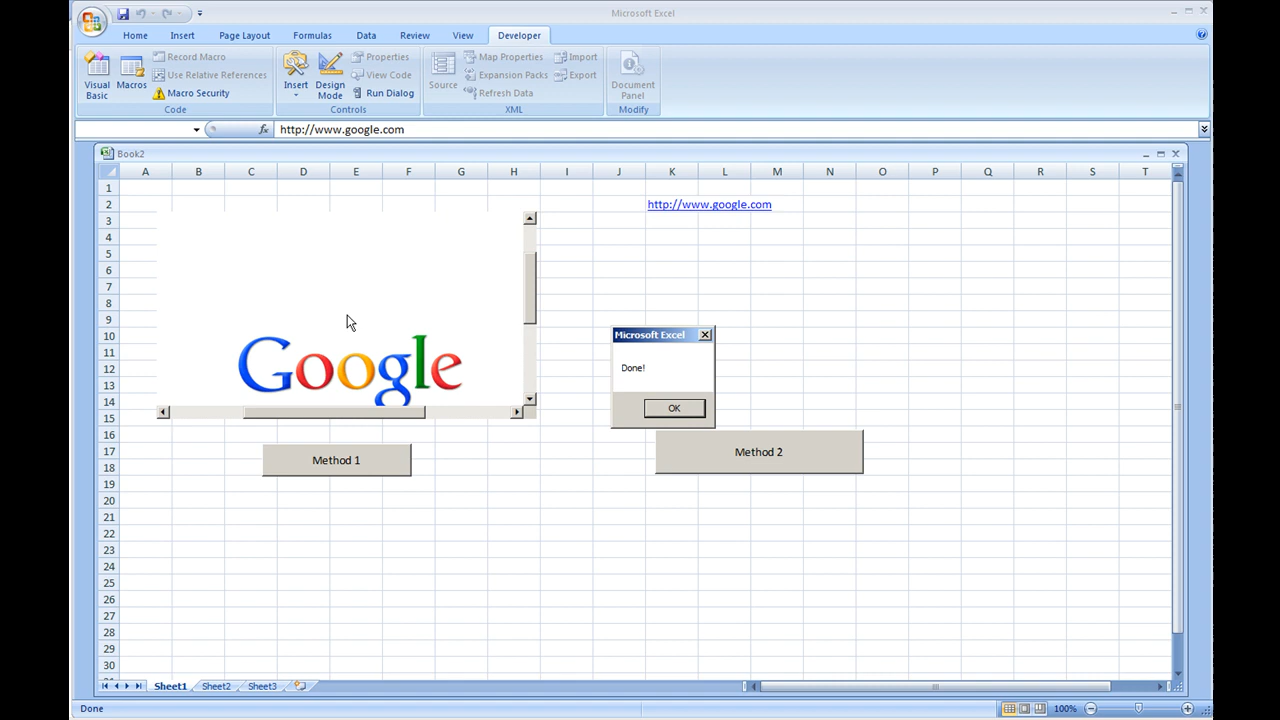 Microsoft Excel
Home Insert Page Layout Formulas Data Review View Developer
Visual Basic
Macros
Record Macro
Use Relative References
Macro Security
Code
Insert
Design Mode
Properties
View Code
Run Dialog
Controls
Source
Map Properties
Expansion Packs
Refresh Data
Import
Export
XML
Document Panel
Modify
fx http://www.google.com
Book2
A B C D E F G H I J K L M N O P Q R S T
1
2 http://www.google.com
3
4
5
6
7
8
9
10
11
12
13
14
15
16
17
18
19
20
21
22
23
24
25
26
27
28
29
30
Google
Microsoft Excel
Done!
OK
Method 1
Method 2
Sheet1 Sheet2 Sheet3
Done
100%